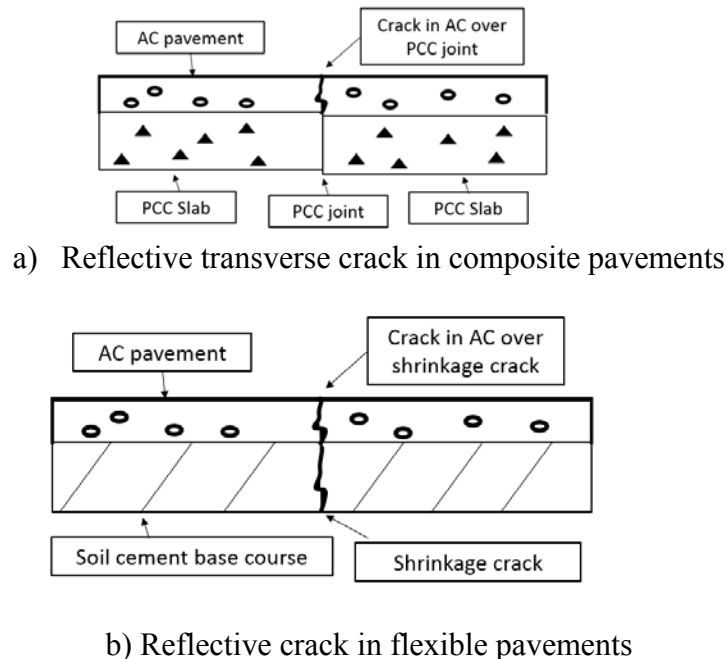 AC pavement
Crack in AC over
PCC joint
PCC Slab
PCC joint
PCC Slab
a) Reflective transverse crack in composite pavements
AC pavement
Crack in AC over
shrinkage crack
Soil cement base course
Shrinkage crack
b) Reflective crack in flexible pavements